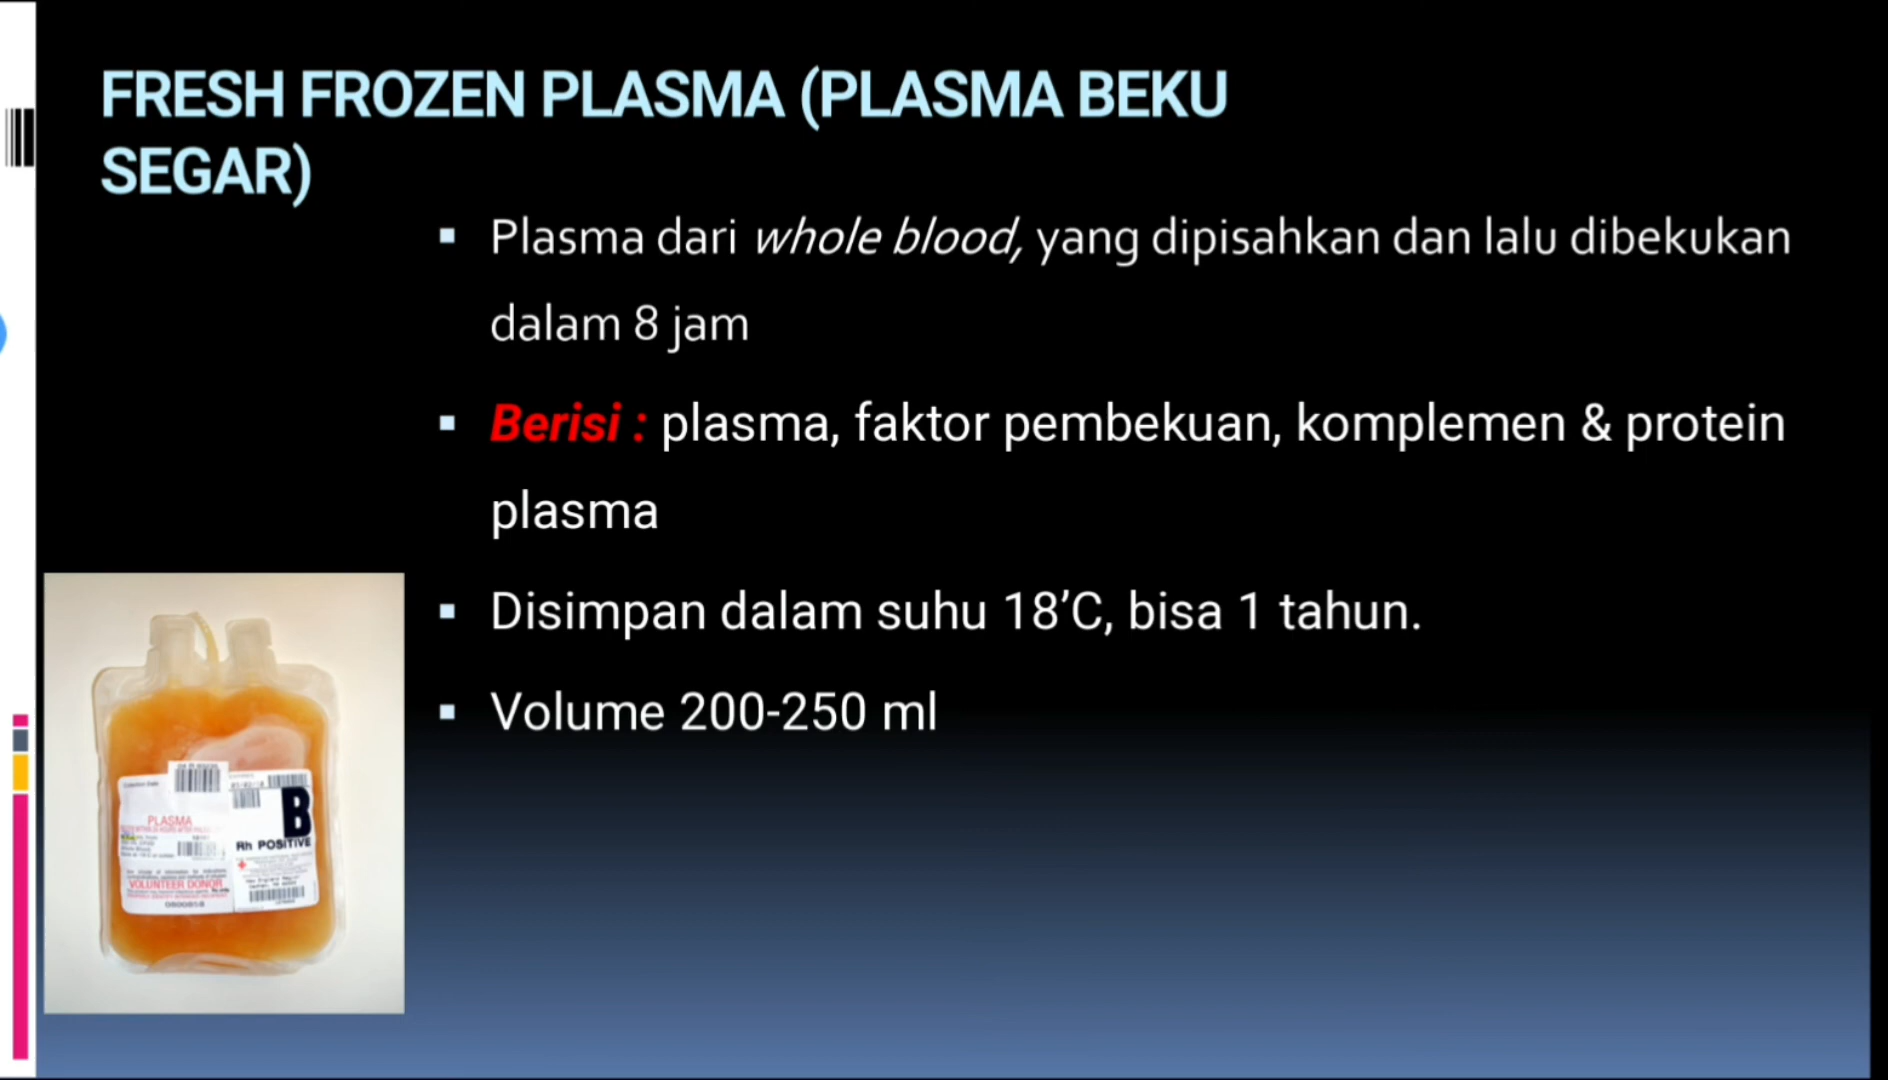 FRESH FROZEN PLASMA (PLASMA BEKU
SEGAR)
▪ Plasma dari whole blood, yang dipisahkan dan lalu dibekukan
dalam 8 jam
▪ Berisi : plasma, faktor pembekuan, komplemen & protein
plasma
▪ Disimpan dalam suhu 18’C, bisa 1 tahun.
▪ Volume 200-250 ml
PLASMA
B
Rh POSITIVE
VOLUNTEER DONOR